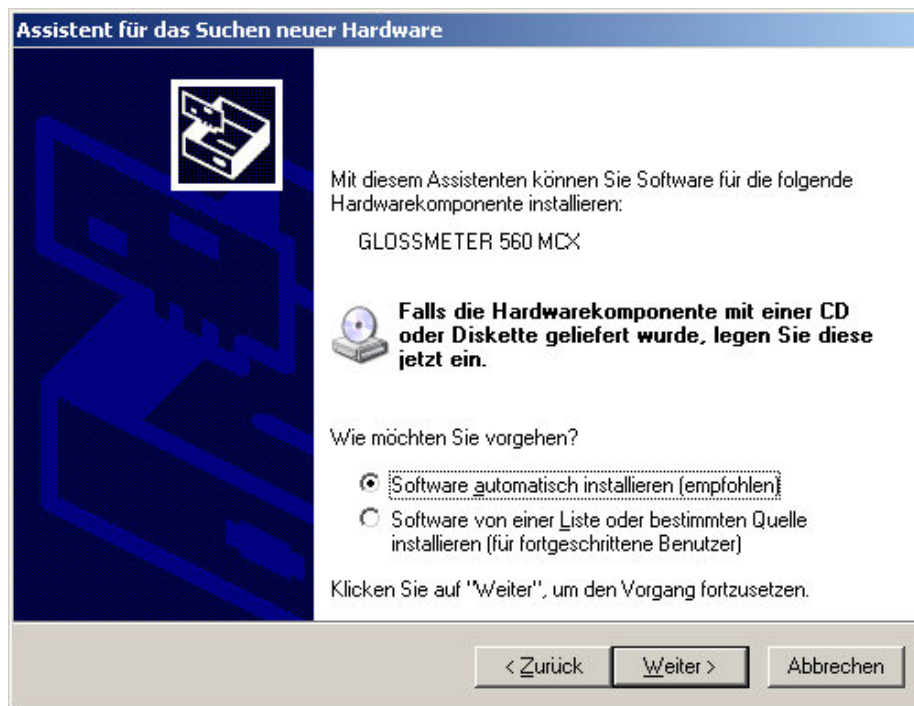 Assistent für das Suchen neuer Hardware
Mit diesem Assistenten können Sie Software für die folgende
Hardwarekomponente installieren:
GLOSSMETER 560 MCX
Falls die Hardwarekomponente mit einer CD
oder Diskette geliefert wurde, legen Sie diese
jetzt ein.
Wie möchten Sie vorgehen?
Software automatisch installieren (empfohlen)
Software von einer Liste oder bestimmten Quelle
installieren (für fortgeschrittene Benutzer)
Klicken Sie auf "Weiter", um den Vorgang fortzusetzen.
< Zurück
Weiter >
Abbrechen